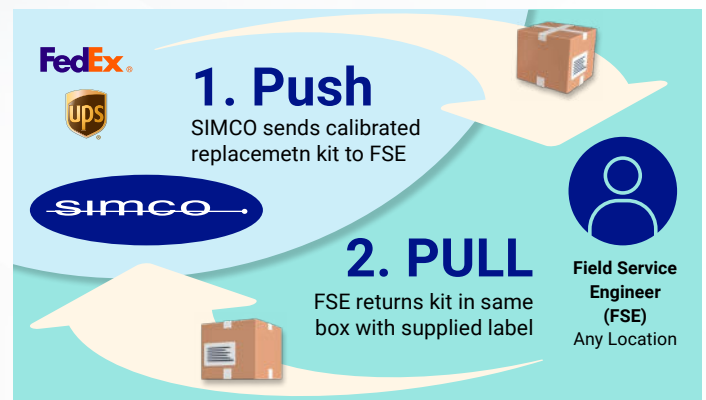 FedEx®
ups
simco
1. Push
SIMCO sends calibrated
replacemetn kit to FSE
2. PULL
FSE returns kit in same
box with supplied label
Field Service
Engineer
(FSE)
Any Location